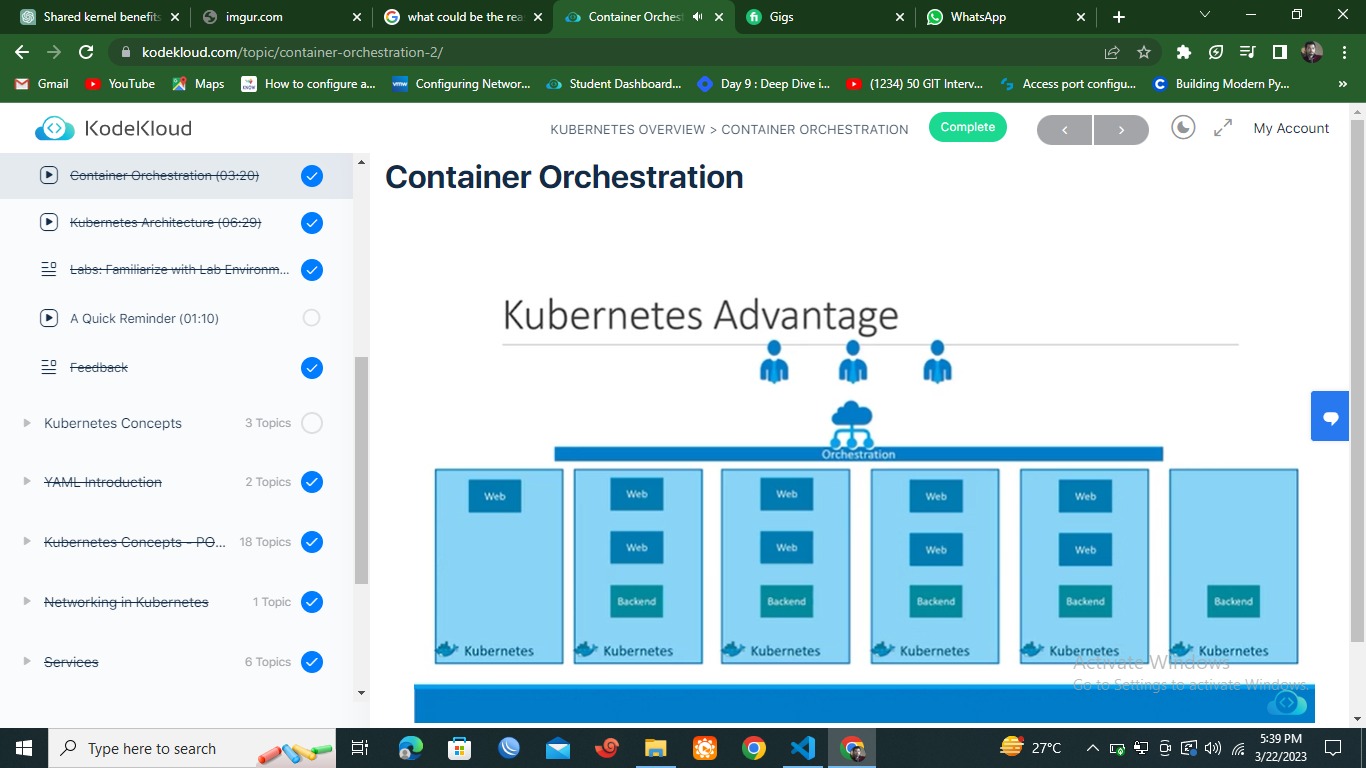 Shared kernel benefits
imgur.com
what could be the rea
Container Orchest
Gigs
WhatsApp
kodekloud.com/topic/container-orchestration-2/
Gmail
YouTube
Maps
How to configure a...
Configuring Networ...
Student Dashboard...
Day 9 : Deep Dive i...
(1234) 50 GIT Interv...
Access port configu...
Building Modern Py...
KodeKloud
KUBERNETES OVERVIEW > CONTAINER ORCHESTRATION
Complete
My Account
Container Orchestration (03:20)
Kubernetes Architecture (06:29)
Labs: Familiarize with Lab Environm...
A Quick Reminder (01:10)
Feedback
Kubernetes Concepts 3 Topics
YAML Introduction 2 Topics
Kubernetes Concepts - PO... 18 Topics
Networking in Kubernetes 1 Topic
Services 6 Topics
Container Orchestration
Kubernetes Advantage
Orchestration
Web Web Web Web Web
Web Web Web Web
Backend Backend Backend Backend Backend
Kubernetes Kubernetes Kubernetes Kubernetes Kubernetes Kubernetes
Activate Windows
Go to Settings to activate Windows.
Type here to search
27°C
5:39 PM
3/22/2023